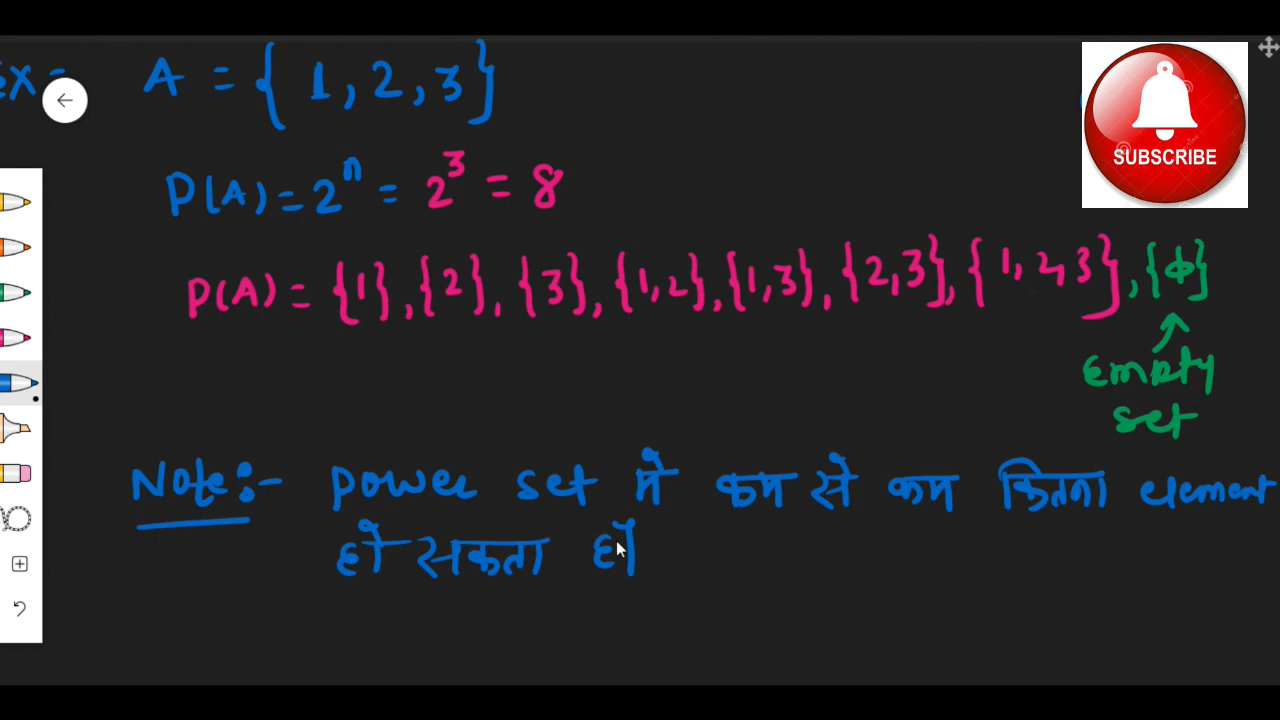 Ex= A = { 1, 2, 3 }
SUBSCRIBE
P(A) = 2ⁿ = 2³ = 8
P(A) = {1}, {2}, {3}, {1,2}, {1,3}, {2,3}, {1,2,3}, {ϕ}
Empty
set
Note:- power set में कम से कम कितना element
हो सकता हो